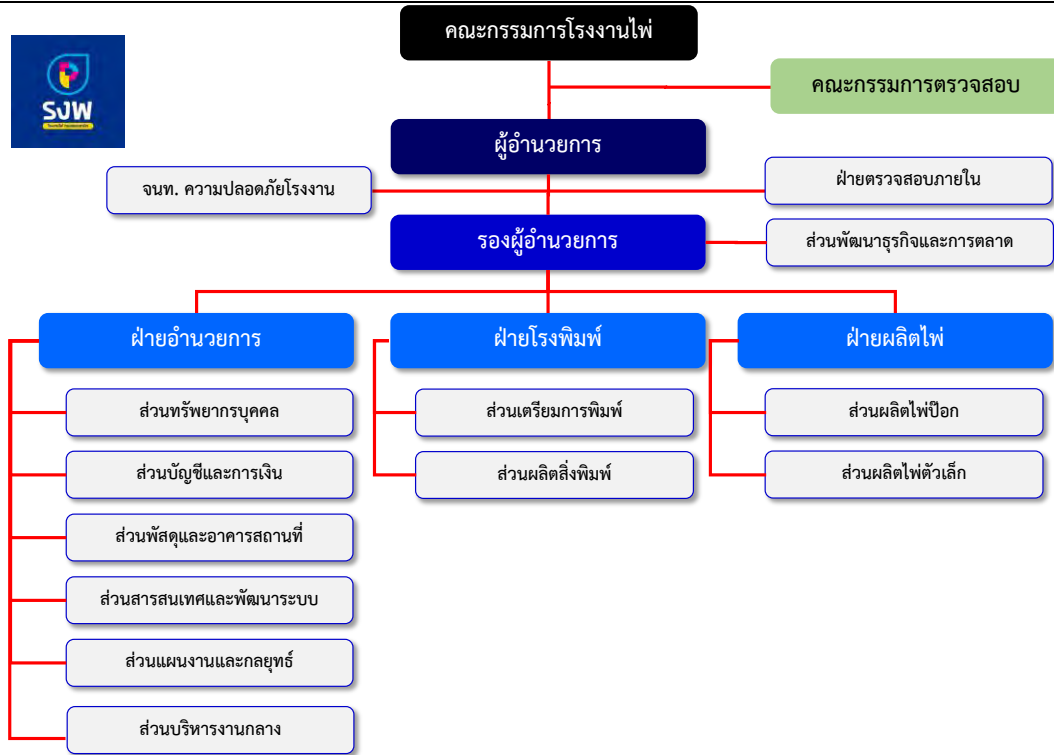 คณะกรรมการโรงงานไพ่
รงพ
คณะกรรมการตรวจสอบ
ผู้อำนวยการ
จนท. ความปลอดภัยโรงงาน
ฝ่ายตรวจสอบภายใน
รองผู้อำนวยการ
ส่วนพัฒนาธุรกิจและการตลาด
ฝ่ายอำนวยการ
ฝ่ายโรงพิมพ์
ฝ่ายผลิตไพ่
ส่วนทรัพยากรบุคคล
ส่วนเตรียมการพิมพ์
ส่วนผลิตไพ่ป๊อก
ส่วนบัญชีและการเงิน
ส่วนผลิตสิ่งพิมพ์
ส่วนผลิตไพ่ตัวเล็ก
ส่วนพัสดุและอาคารสถานที่
ส่วนสารสนเทศและพัฒนาระบบ
ส่วนแผนงานและกลยุทธ์
ส่วนบริหารงานกลาง